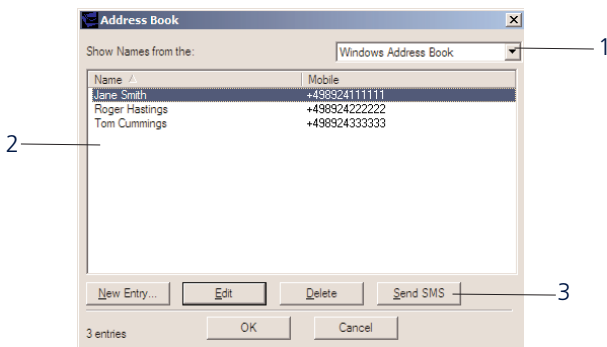 Address Book
Show Names from the: Windows Address Book 1
Name Mobile
Jane Smith +498924111111
Roger Hastings +498924222222
Tom Cummings +498924333333
2
New Entry... Edit Delete Send SMS 3
3 entries OK Cancel